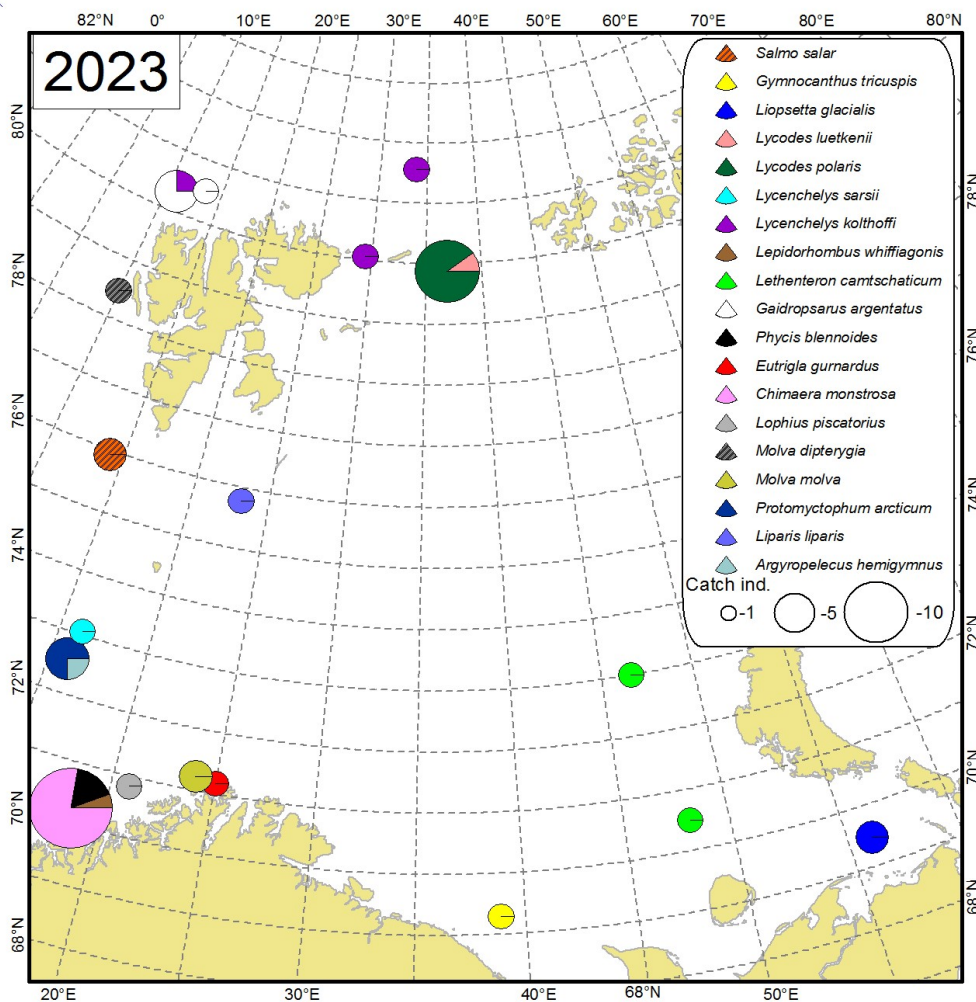 82°N 0° 10°E 20°E 30°E 40°E 50°E 60°E 70°E 80°E 80°N
2023
80°N
78°N
76°N
74°N
72°N
70°N
68°N
Salmo salar
Gymnocanthus tricuspis
Liopsetta glacialis
Lycodes luetkenii
Lycodes polaris
Lycenchelys sarsii
Lycenchelys kolthoffi
Lepidorhombus whiffiagonis
Lethenteron camtschaticum
Gaidropsarus argentatus
Phycis blennoides
Eutrigla gurnardus
Chimaera monstrosa
Lophius piscatorius
Molva dipterygia
Molva molva
Protomyctophum arcticum
Liparis liparis
Argyropelecus hemigymnus
Catch ind.
-1 -5 -10
78°N
76°N
74°N
72°N
70°N
68°N
20°E 30°E 40°E 68°N 50°E